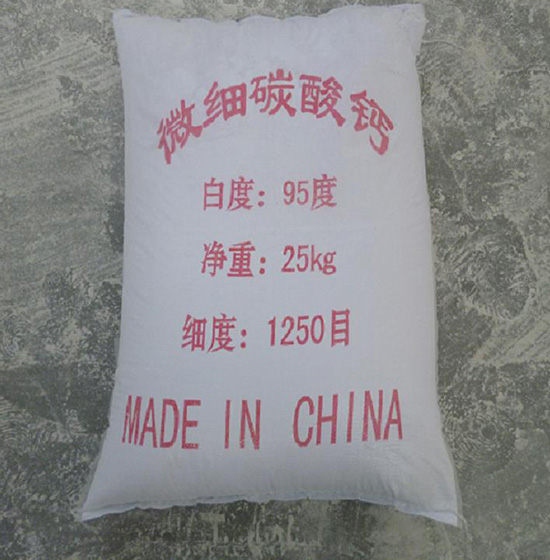 微细碳酸钙
白度：95度
净重：25kg
细度：1250目
MADE IN CHINA